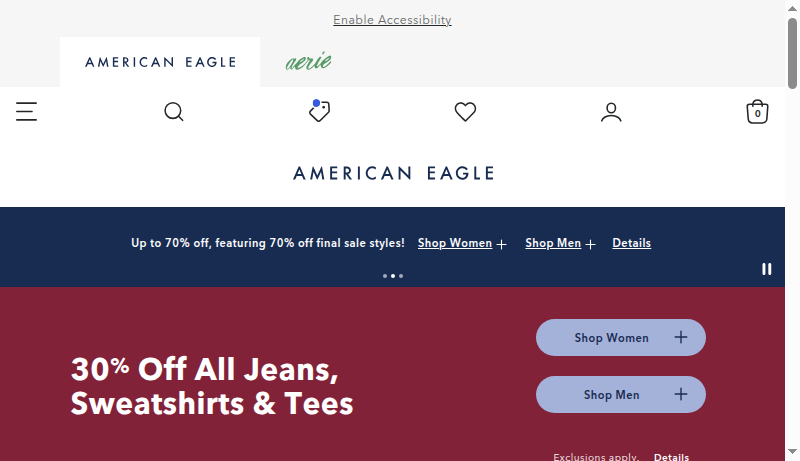 Enable Accessibility
AMERICAN EAGLE
aerie
0
AMERICAN EAGLE
Up to 70% off, featuring 70% off final sale styles! Shop Women + Shop Men + Details
30% Off All Jeans,
Sweatshirts & Tees
Shop Women +
Shop Men +
Exclusions apply. Details